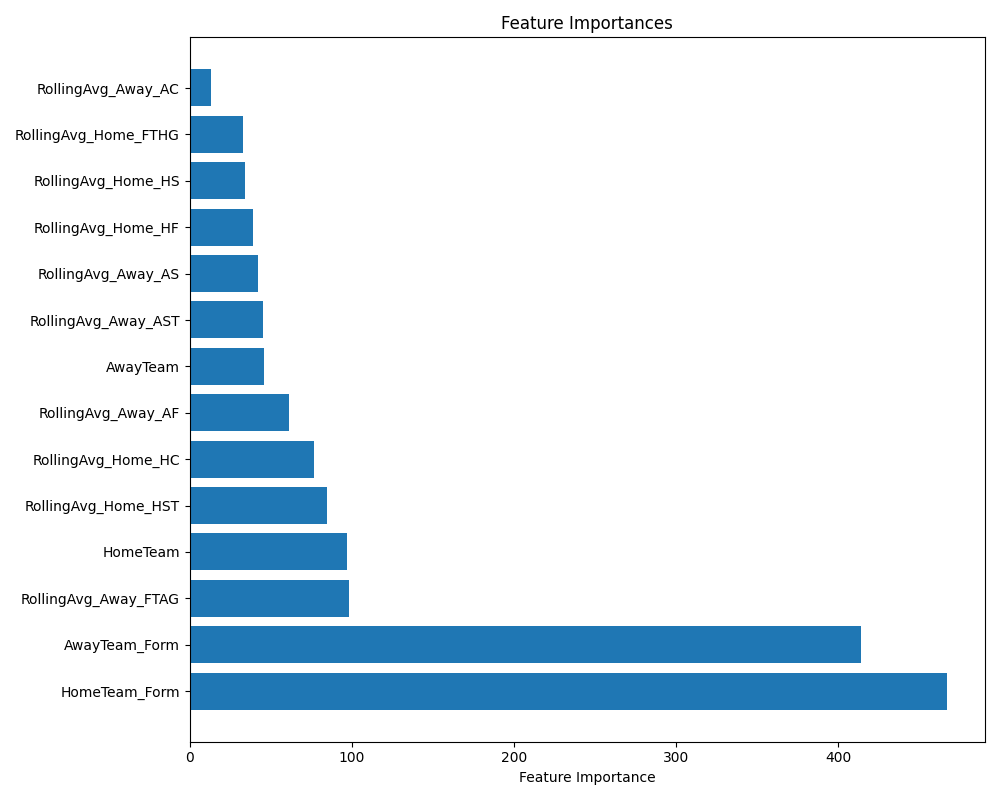 Feature Importances
RollingAvg_Away_AC
RollingAvg_Home_FTHG
RollingAvg_Home_HS
RollingAvg_Home_HF
RollingAvg_Away_AS
RollingAvg_Away_AST
AwayTeam
RollingAvg_Away_AF
RollingAvg_Home_HC
RollingAvg_Home_HST
HomeTeam
RollingAvg_Away_FTAG
AwayTeam_Form
HomeTeam_Form
0 100 200 300 400
Feature Importance